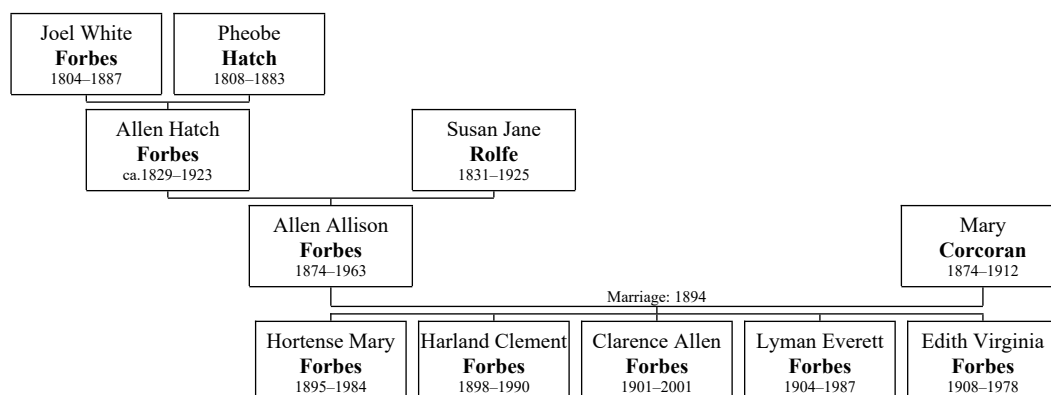 Joel White
Forbes
1804–1887
Pheobe
Hatch
1808–1883
Allen Hatch
Forbes
ca.1829–1923
Susan Jane
Rolfe
1831–1925
Allen Allison
Forbes
1874–1963
Mary
Corcoran
1874–1912
Marriage: 1894
Hortense Mary
Forbes
1895–1984
Harland Clement
Forbes
1898–1990
Clarence Allen
Forbes
1901–2001
Lyman Everett
Forbes
1904–1987
Edith Virginia
Forbes
1908–1978